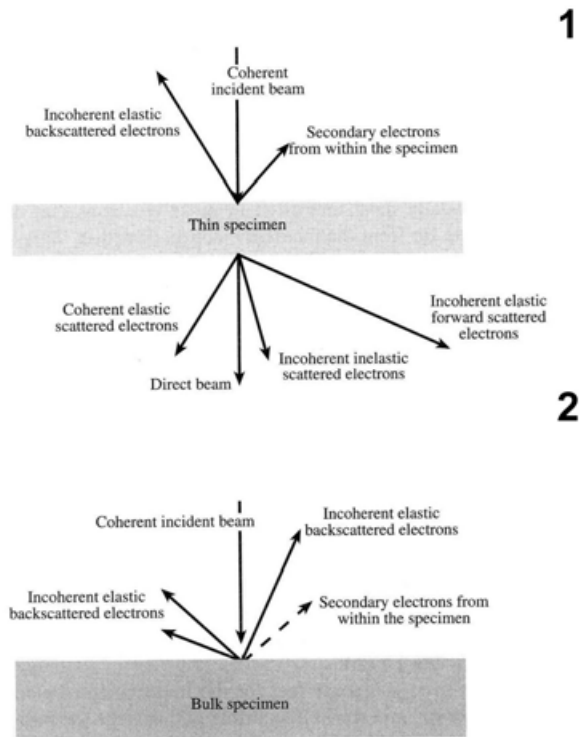 1
Coherent
incident beam
Incoherent elastic
backscattered electrons
Secondary electrons
from within the specimen
Thin specimen
Coherent elastic
scattered electrons
Incoherent elastic
forward scattered
electrons
Incoherent inelastic
scattered electrons
Direct beam
2
Coherent incident beam
Incoherent elastic
backscattered electrons
Incoherent elastic
backscattered electrons
Secondary electrons from
within the specimen
Bulk specimen